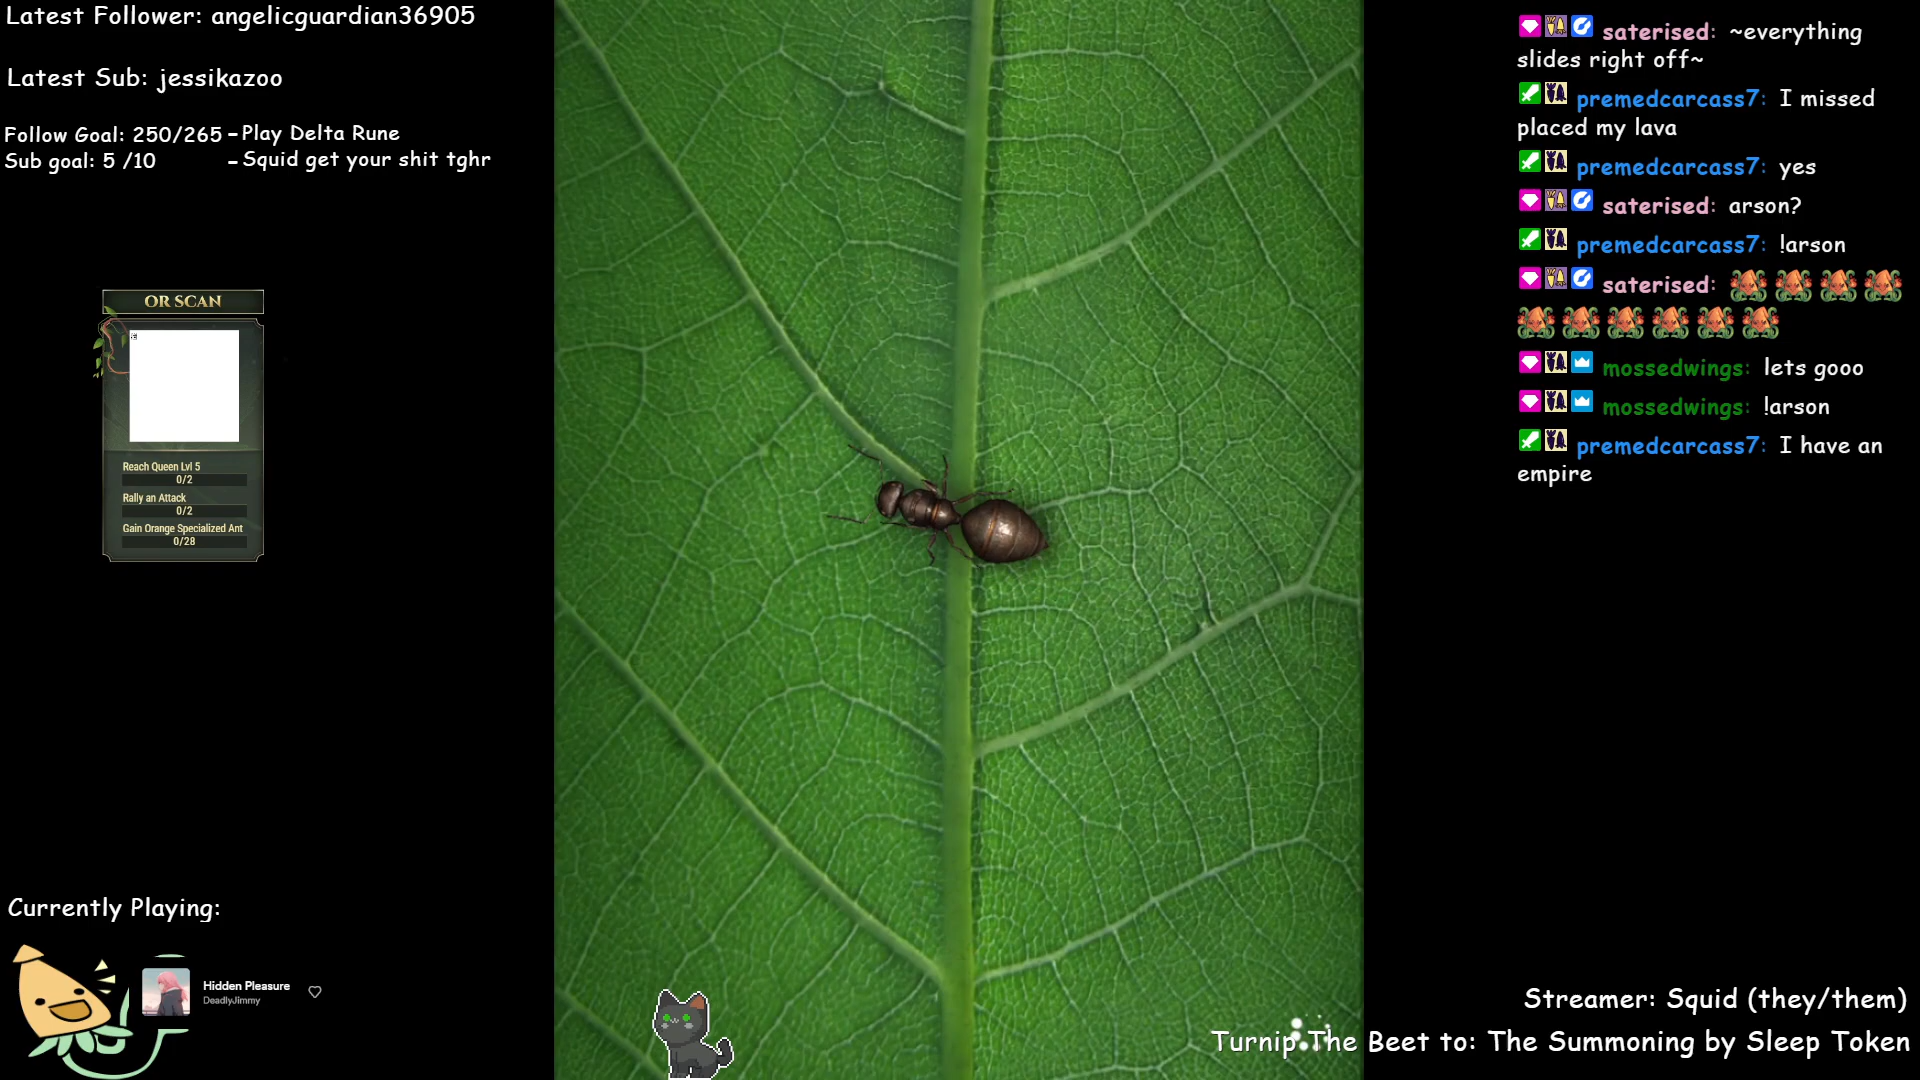 Latest Follower: angelicguardian36905
Latest Sub: jessikazoo
Follow Goal: 250/265 - Play Delta Rune
Sub goal: 5 /10 - Squid get your shit tghr
OR SCAN
Reach Queen Lvl 5
0/2
Rally an Attack
0/2
Gain Orange Specialized Ant
0/28
Currently Playing:
Hidden Pleasure
DeadlyJimmy
saterised: ~everything
slides right off~
premedcarcass7: I missed
placed my lava
premedcarcass7: yes
saterised: arson?
premedcarcass7: !arson
saterised:
mossedwings: lets gooo
mossedwings: !arson
premedcarcass7: I have an
empire
Streamer: Squid (they/them)
Turnip The Beet to: The Summoning by Sleep Token